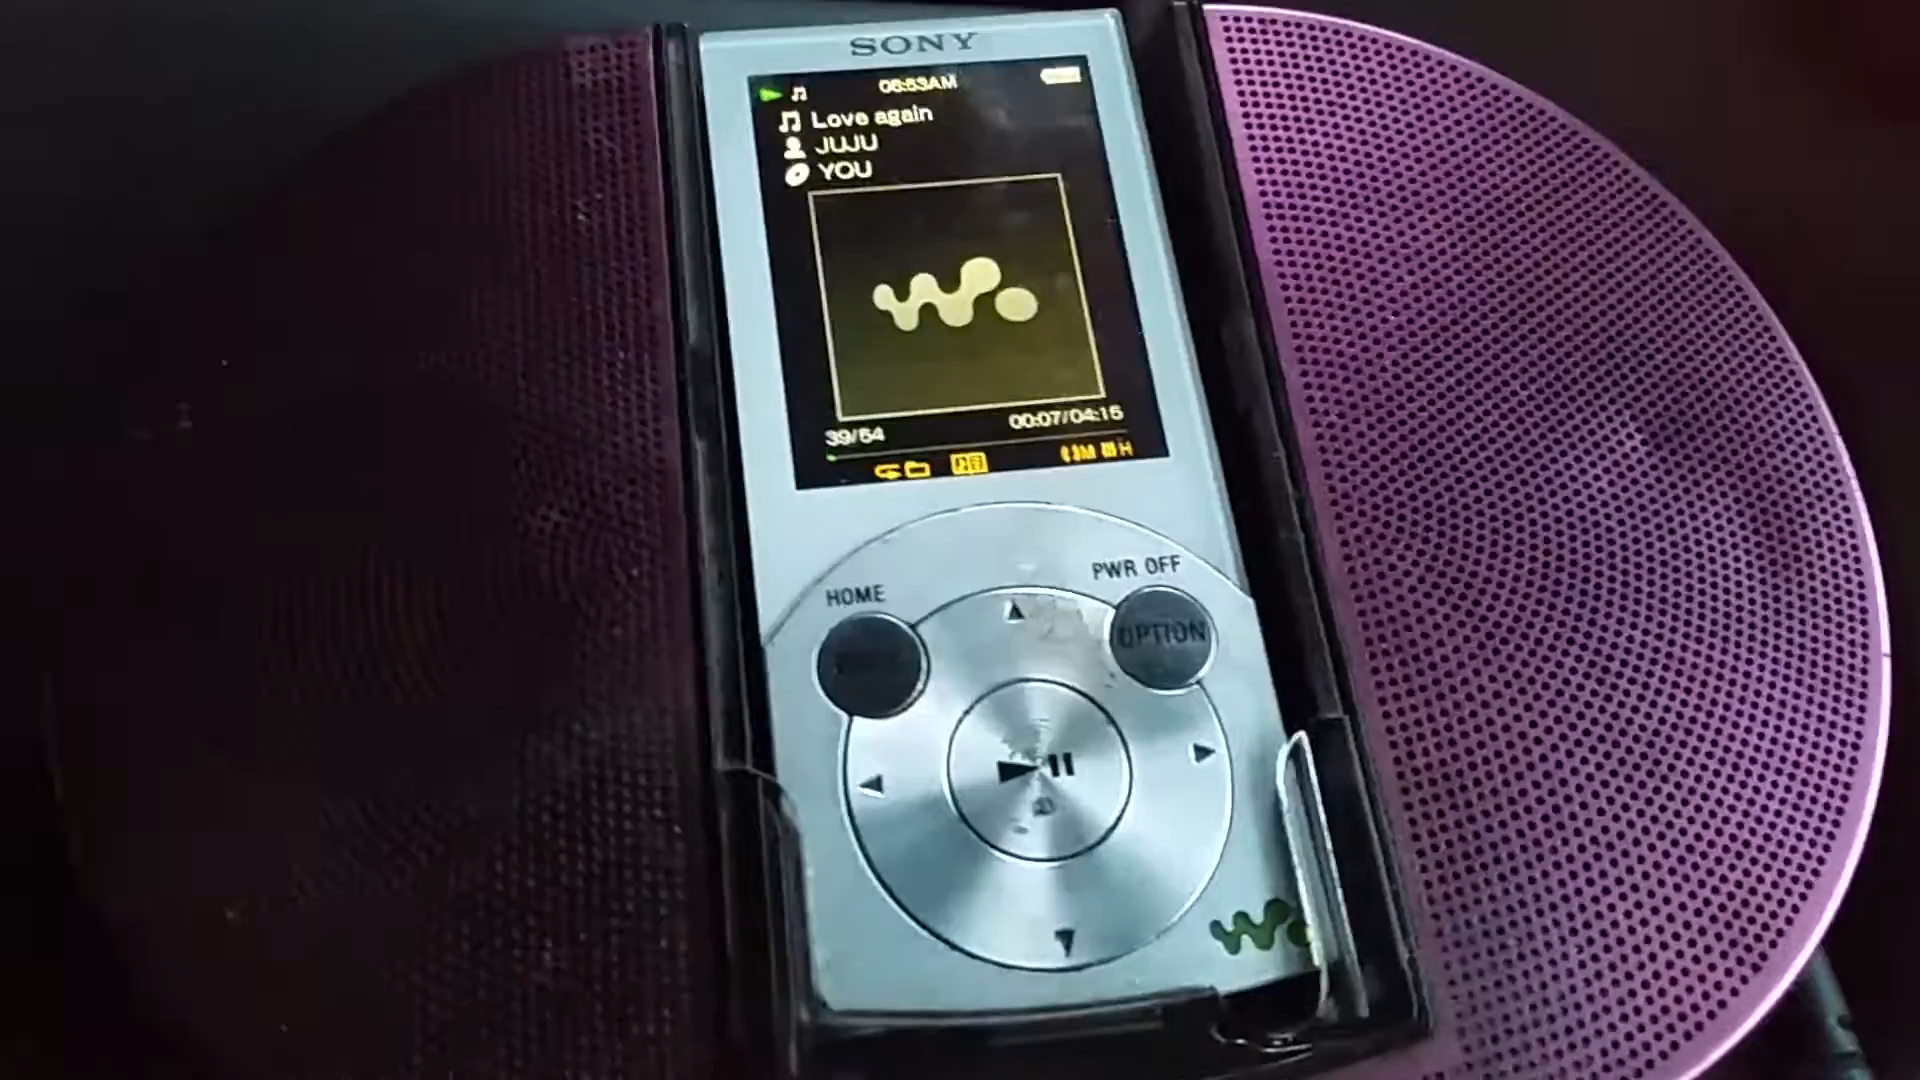 SONY
06:53AM
Love again
JUJU
YOU
39/54 00:07/04:15
HOME
PWR OFF
OPTION